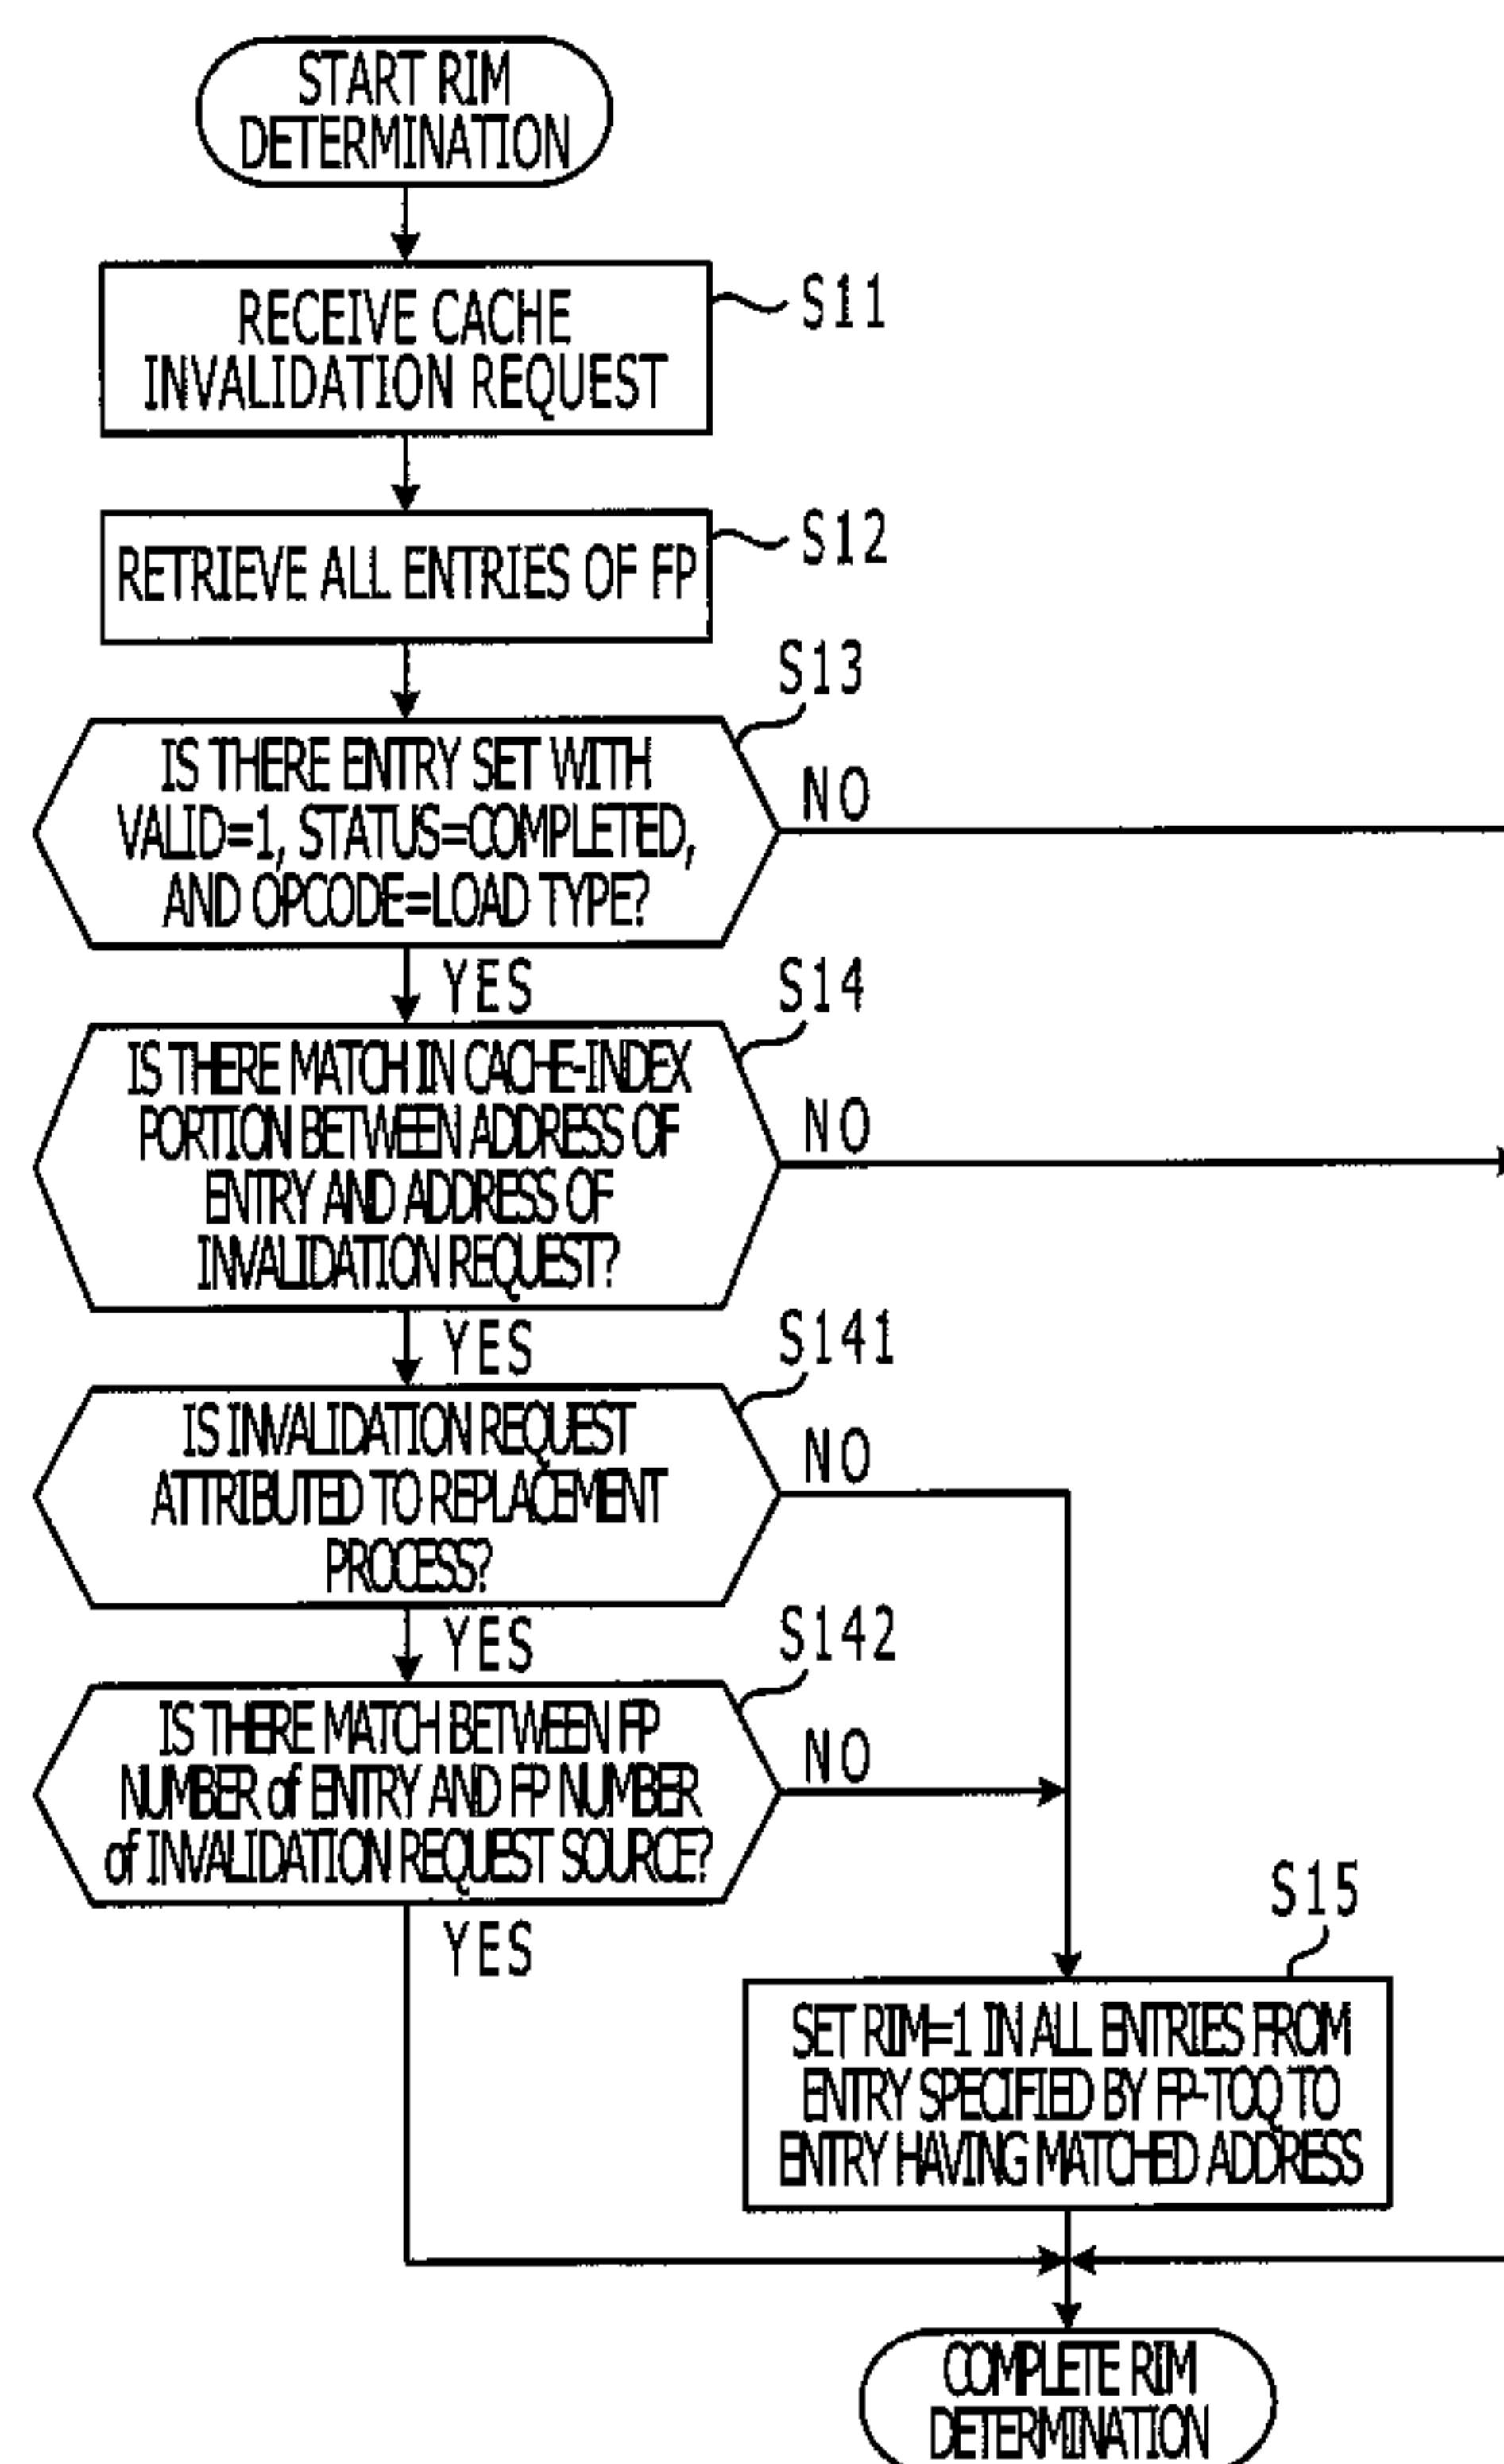 START RIM
DETERMINATION
RECEIVE CACHE
INVALIDATION REQUEST
S11
RETRIEVE ALL ENTRIES OF FP
S12
S13
IS THERE ENTRY SET WITH
VALID=1, STATUS=COMPLETED,
AND OPCODE=LOAD TYPE?
NO
YES
S14
IS THERE MATCH IN CACHE-INDEX
PORTION BETWEEN ADDRESS OF
ENTRY AND ADDRESS OF
INVALIDATION REQUEST?
NO
YES
S141
IS INVALIDATION REQUEST
ATTRIBUTED TO REPLACEMENT
PROCESS?
NO
YES
S142
IS THERE MATCH BETWEEN FP
NUMBER of ENTRY AND FP NUMBER
of INVALIDATION REQUEST SOURCE?
NO
YES
S15
SET RIM=1 IN ALL ENTRIES FROM
ENTRY SPECIFIED BY FP-TOQ TO
ENTRY HAVING MATCHED ADDRESS
COMPLETE RIM
DETERMINATION